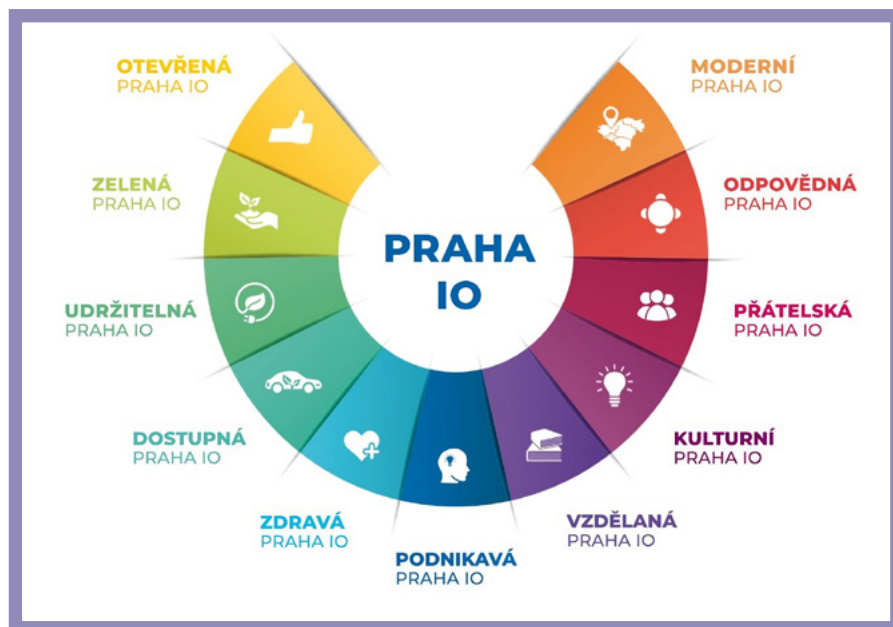 OTEVŘENÁ
PRAHA IO
MODERNÍ
PRAHA IO
ZELENÁ
PRAHA IO
ODPOVĚDNÁ
PRAHA IO
PRAHA
IO
UDRŽITELNÁ
PRAHA IO
PŘÁTELSKÁ
PRAHA IO
DOSTUPNÁ
PRAHA IO
KULTURNÍ
PRAHA IO
ZDRAVÁ
PRAHA IO
VZDĚLANÁ
PRAHA IO
PODNIKAVÁ
PRAHA IO